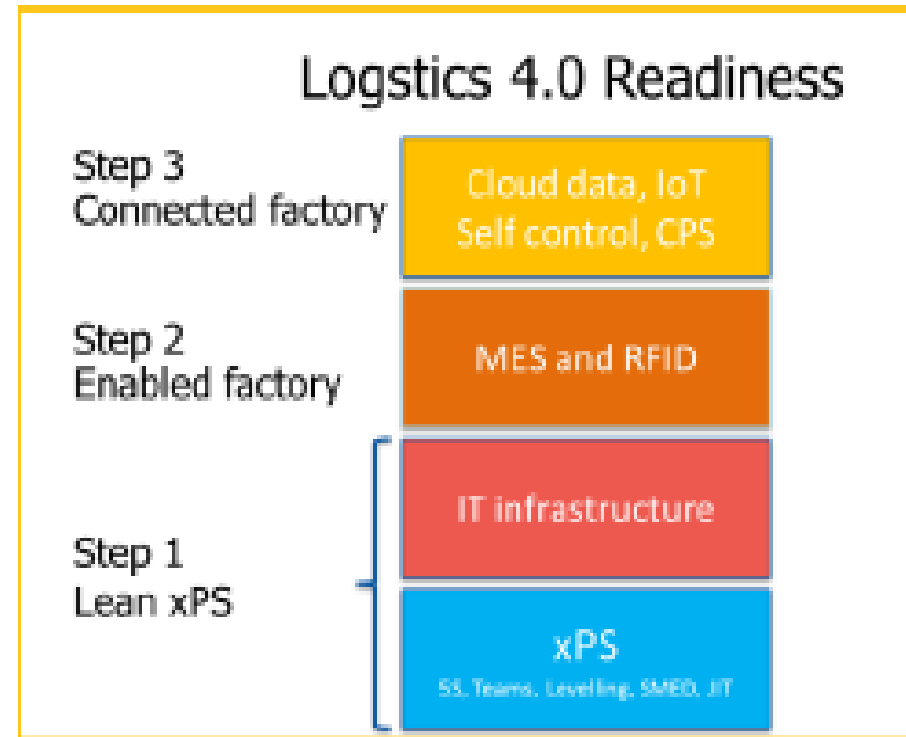 Logstics 4.0 Readiness
Step 3
Connected factory
Cloud data, IoT
Self control, CPS
Step 2
Enabled factory
MES and RFID
IT infrastructure
Step 1
Lean xPS
xPS
5S, Teams, Levelling, SMED, JIT